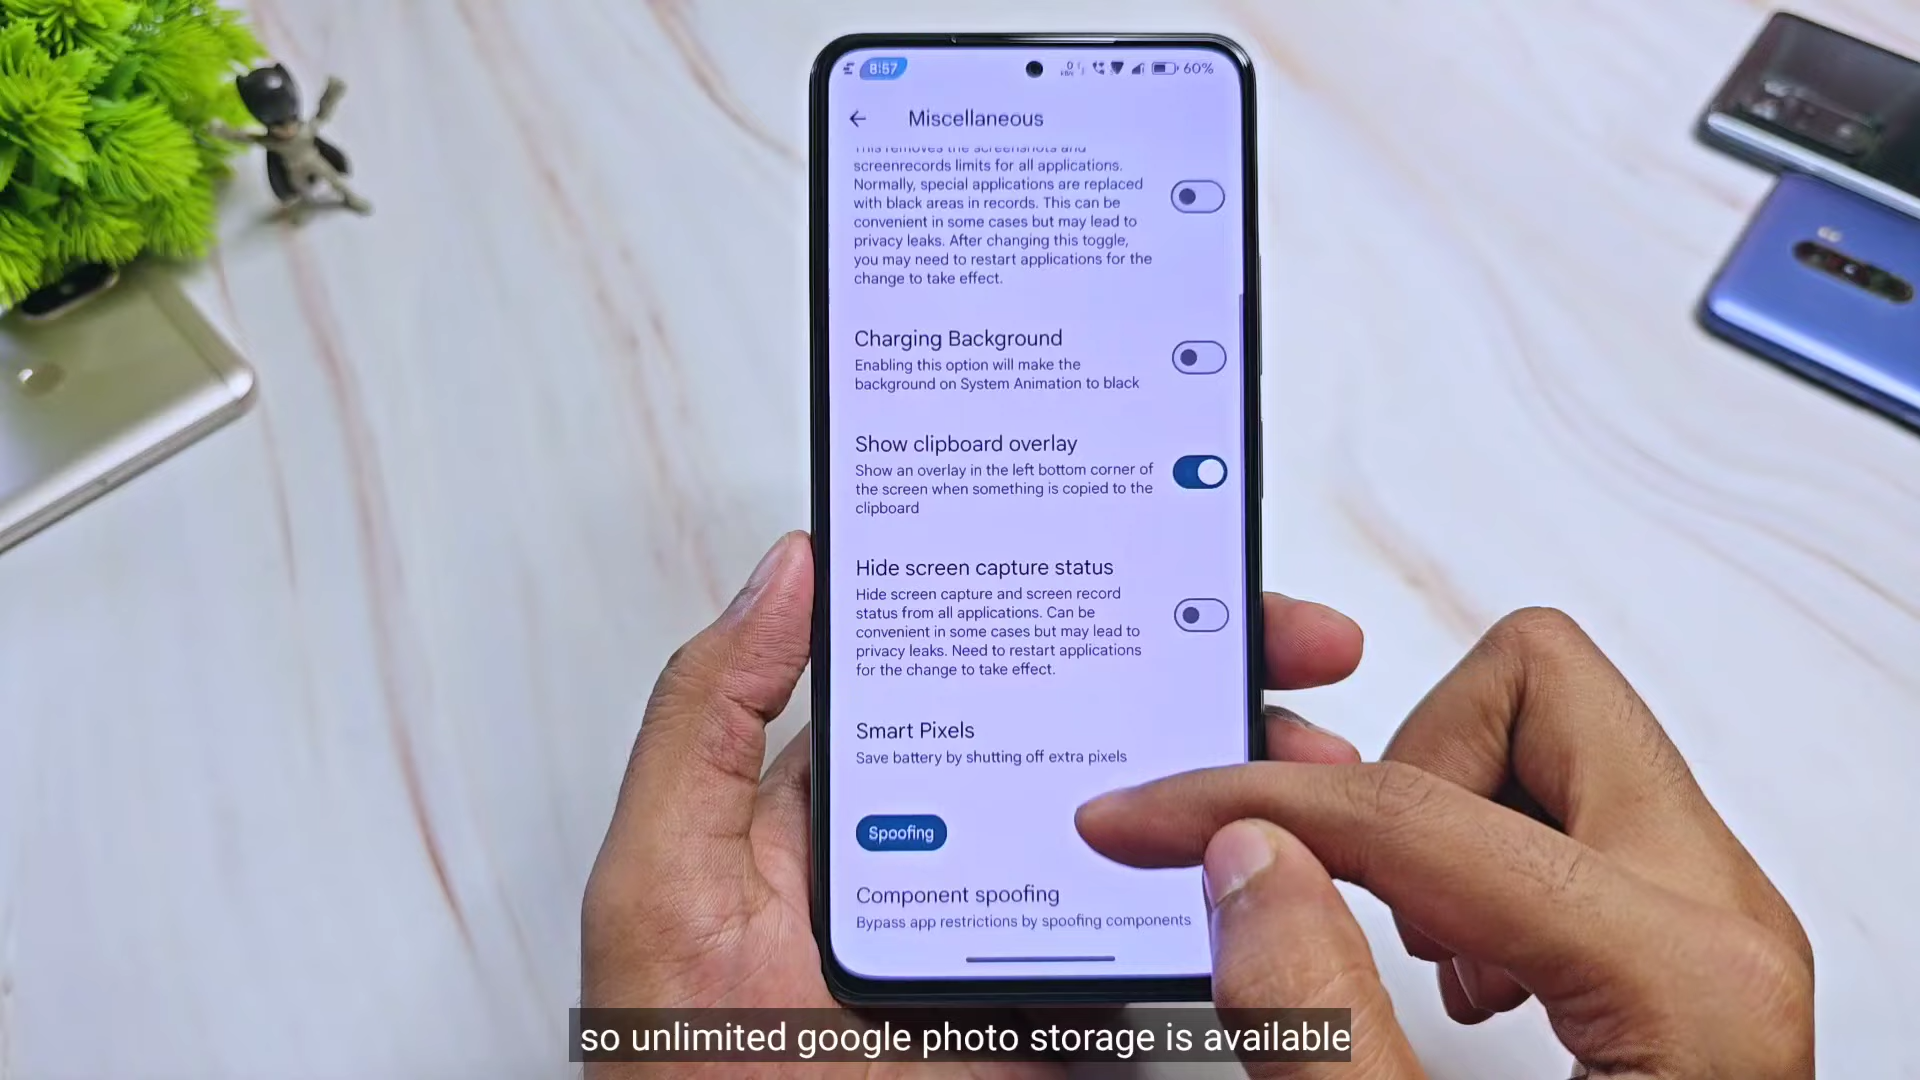 8:57
60%
Miscellaneous
This removes the screenshots and
screenrecords limits for all applications.
Normally, special applications are replaced
with black areas in records. This can be
convenient in some cases but may lead to
privacy leaks. After changing this toggle,
you may need to restart applications for the
change to take effect.
Charging Background
Enabling this option will make the
background on System Animation to black
Show clipboard overlay
Show an overlay in the left bottom corner of
the screen when something is copied to the
clipboard
Hide screen capture status
Hide screen capture and screen record
status from all applications. Can be
convenient in some cases but may lead to
privacy leaks. Need to restart applications
for the change to take effect.
Smart Pixels
Save battery by shutting off extra pixels
Spoofing
Component spoofing
Bypass app restrictions by spoofing components
so unlimited google photo storage is available